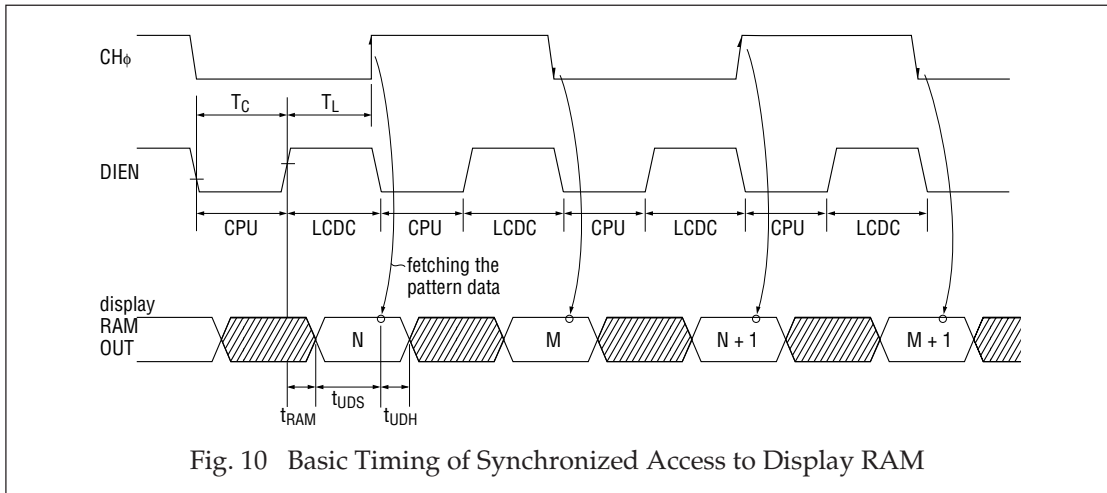 CHϕ
T_C T_L
DIEN
CPU LCDC CPU LCDC CPU LCDC CPU LCDC
fetching the
pattern data
display
RAM
OUT
N M N + 1 M + 1
t_RAM t_UDS t_UDH
Fig. 10 Basic Timing of Synchronized Access to Display RAM